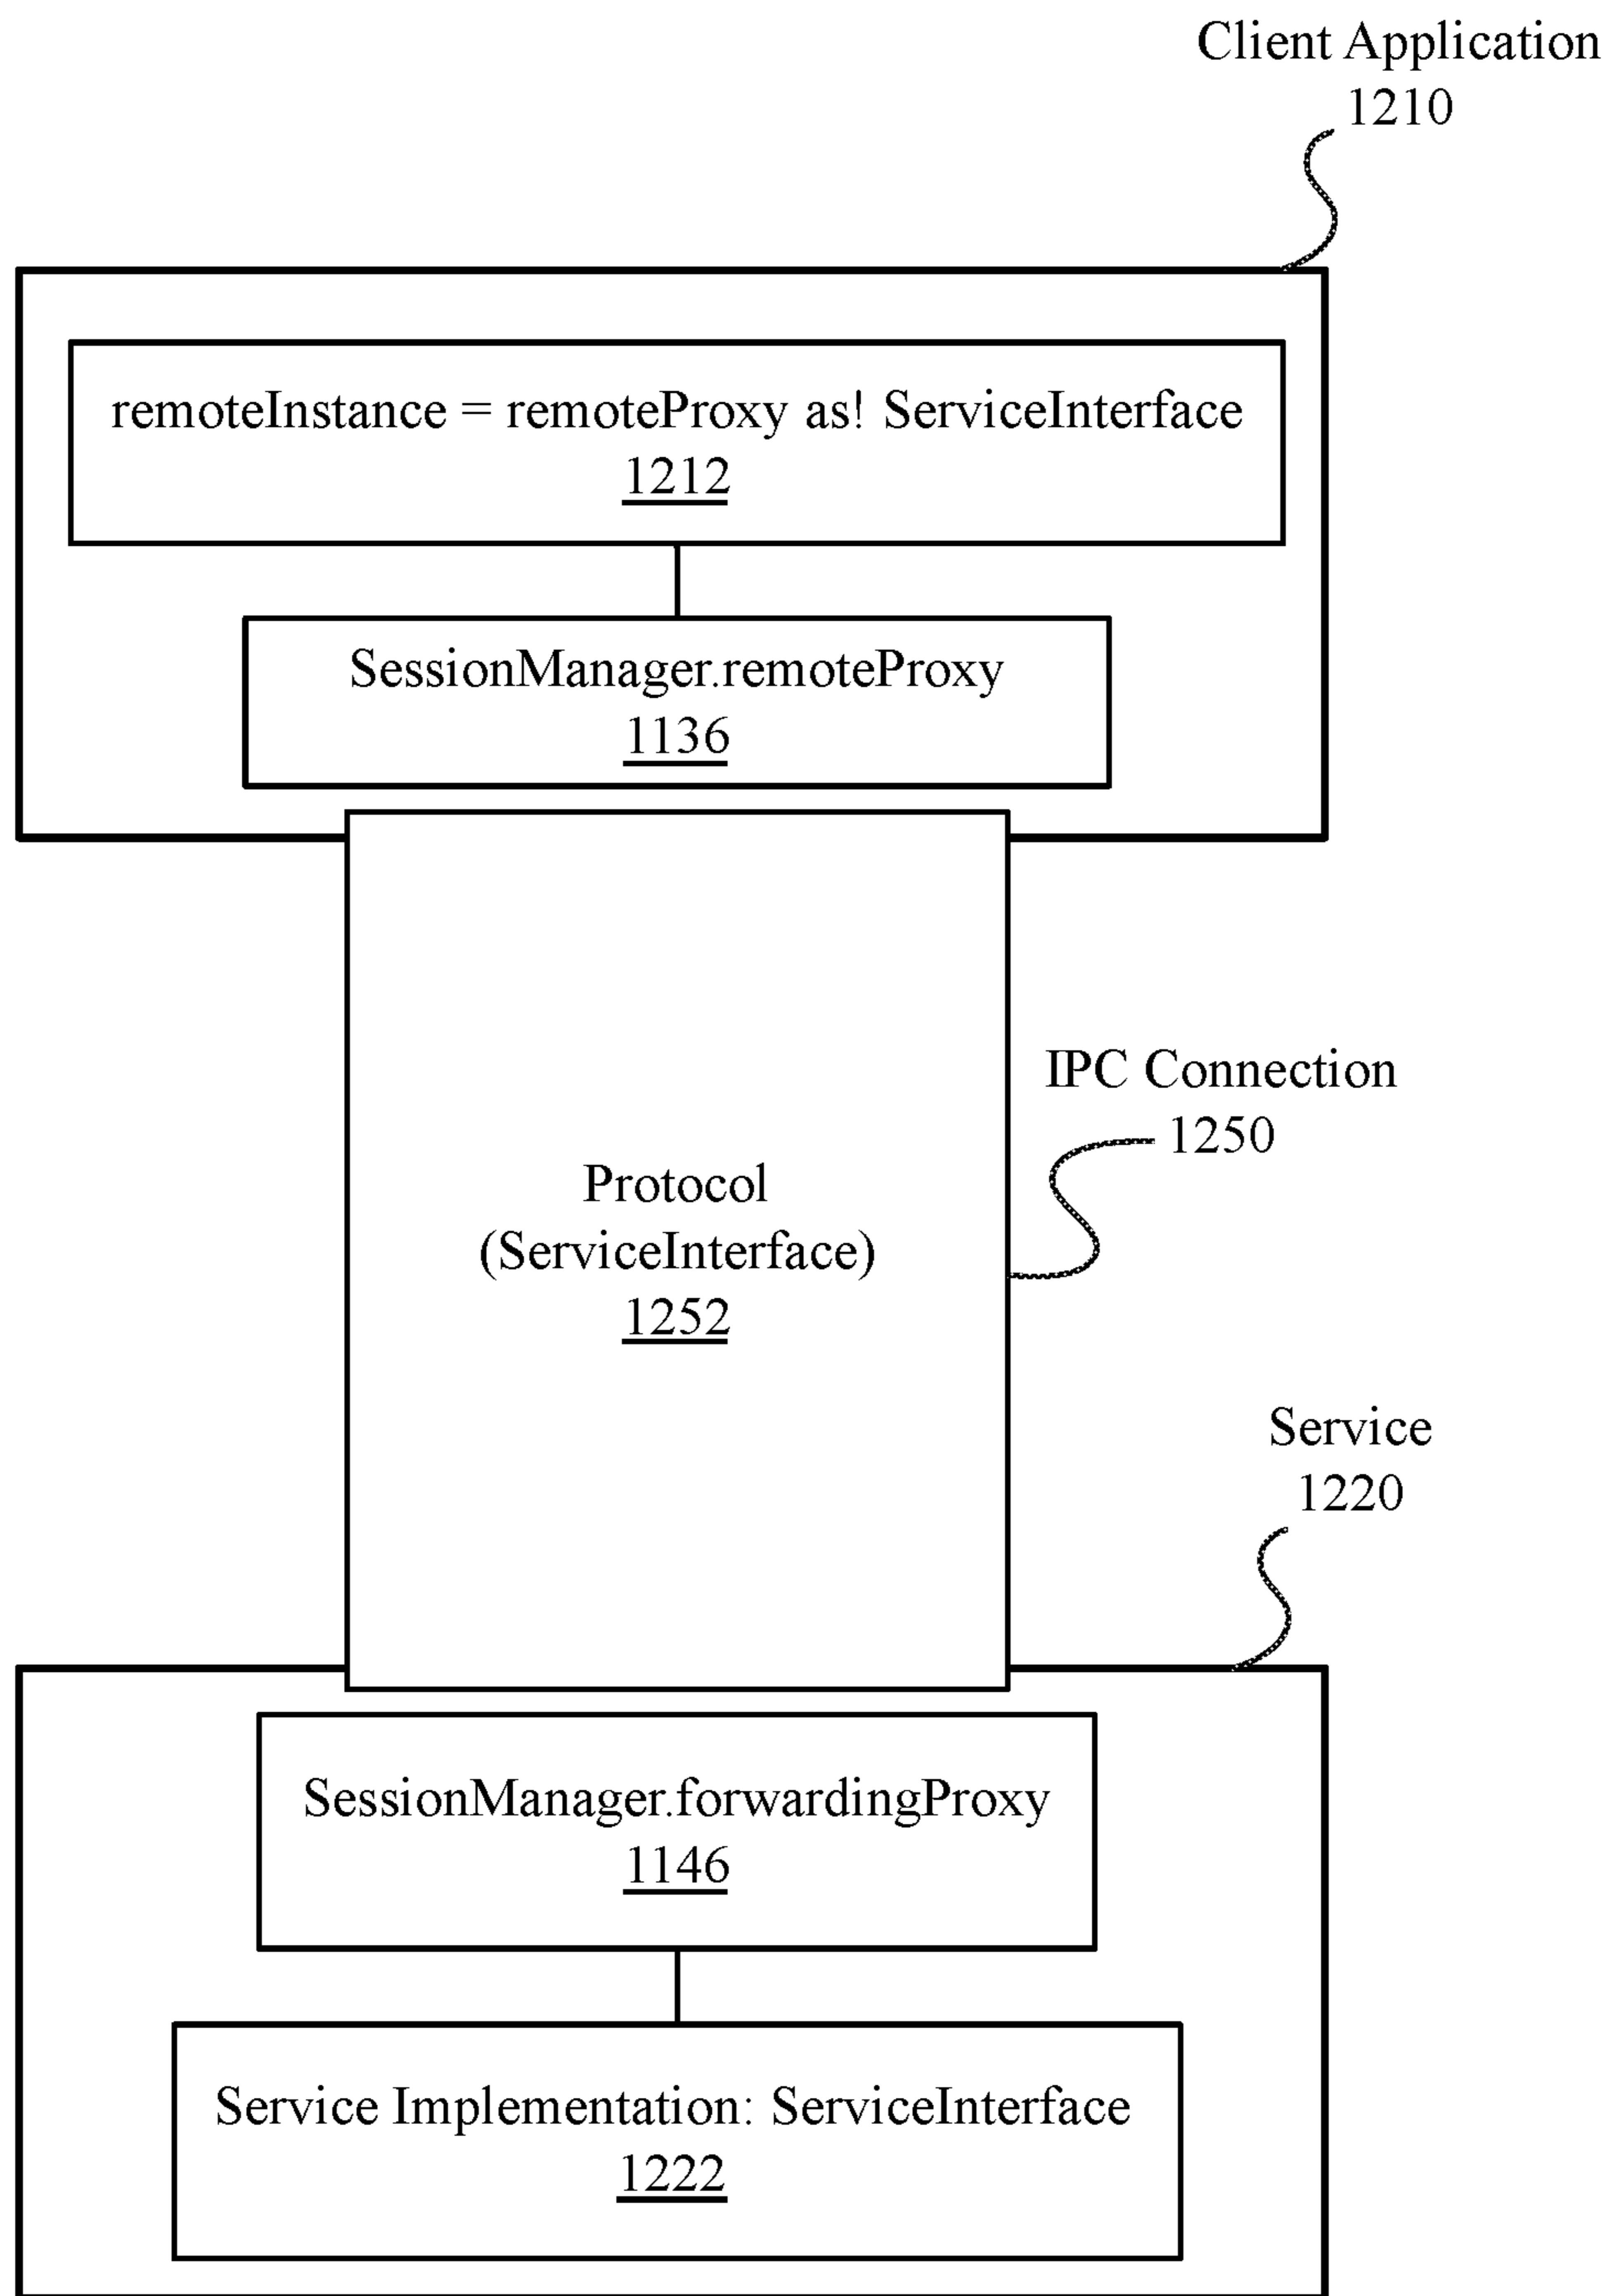 Client Application
1210
remoteInstance = remoteProxy as! ServiceInterface
1212
SessionManager.remoteProxy
1136
IPC Connection
1250
Protocol
(ServiceInterface)
1252
Service
1220
SessionManager.forwardingProxy
1146
Service Implementation: ServiceInterface
1222